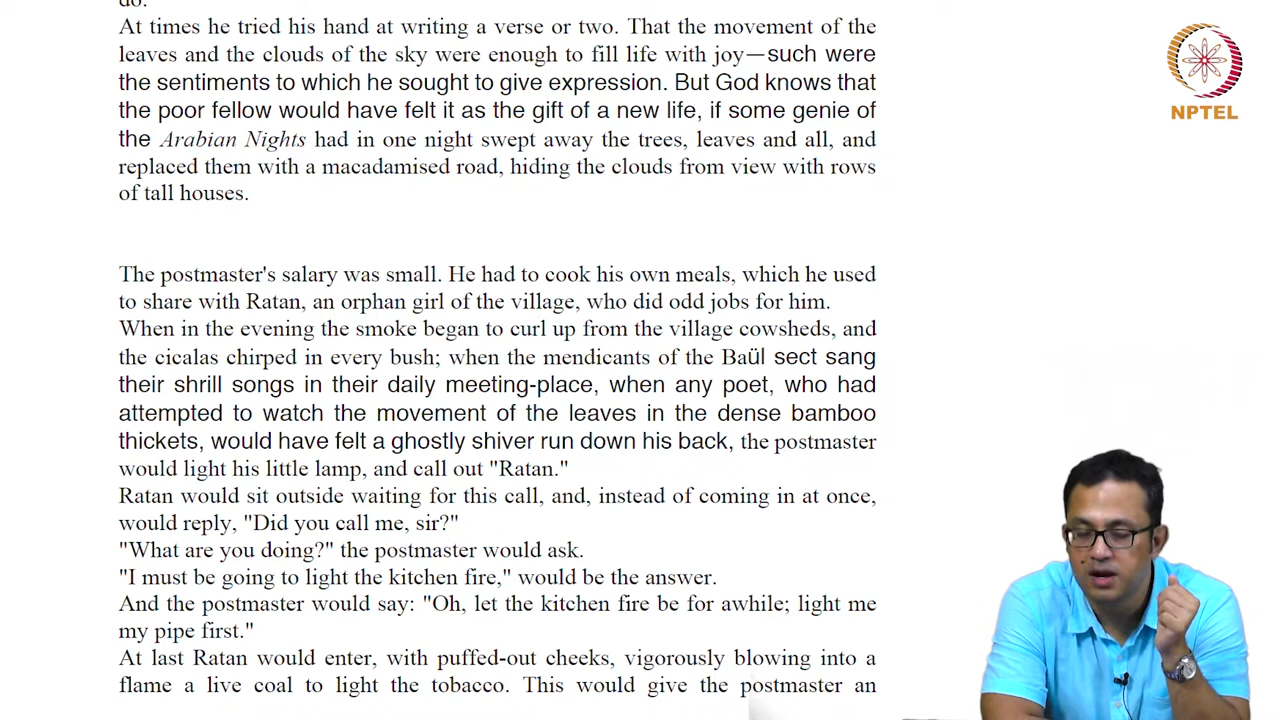 do.
At times he tried his hand at writing a verse or two. That the movement of the
leaves and the clouds of the sky were enough to fill life with joy—such were
the sentiments to which he sought to give expression. But God knows that
the poor fellow would have felt it as the gift of a new life, if some genie of
the Arabian Nights had in one night swept away the trees, leaves and all, and
replaced them with a macadamised road, hiding the clouds from view with rows
of tall houses.
NPTEL
The postmaster's salary was small. He had to cook his own meals, which he used
to share with Ratan, an orphan girl of the village, who did odd jobs for him.
When in the evening the smoke began to curl up from the village cowsheds, and
the cicalas chirped in every bush; when the mendicants of the Baül sect sang
their shrill songs in their daily meeting-place, when any poet, who had
attempted to watch the movement of the leaves in the dense bamboo
thickets, would have felt a ghostly shiver run down his back, the postmaster
would light his little lamp, and call out "Ratan."
Ratan would sit outside waiting for this call, and, instead of coming in at once,
would reply, "Did you call me, sir?"
"What are you doing?" the postmaster would ask.
"I must be going to light the kitchen fire," would be the answer.
And the postmaster would say: "Oh, let the kitchen fire be for awhile; light me
my pipe first."
At last Ratan would enter, with puffed-out cheeks, vigorously blowing into a
flame a live coal to light the tobacco. This would give the postmaster an